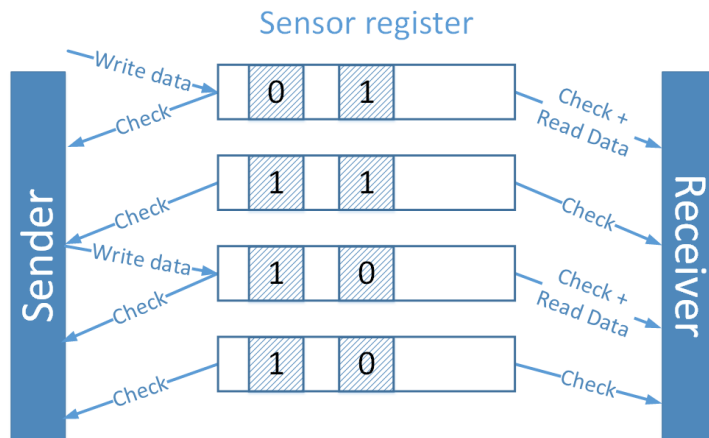 Sensor register
Sender
Receiver
Write data
Check
0 1
Check +
Read Data
Check
1 1
Check
Write data
Check
1 0
Check +
Read Data
Check
1 0
Check